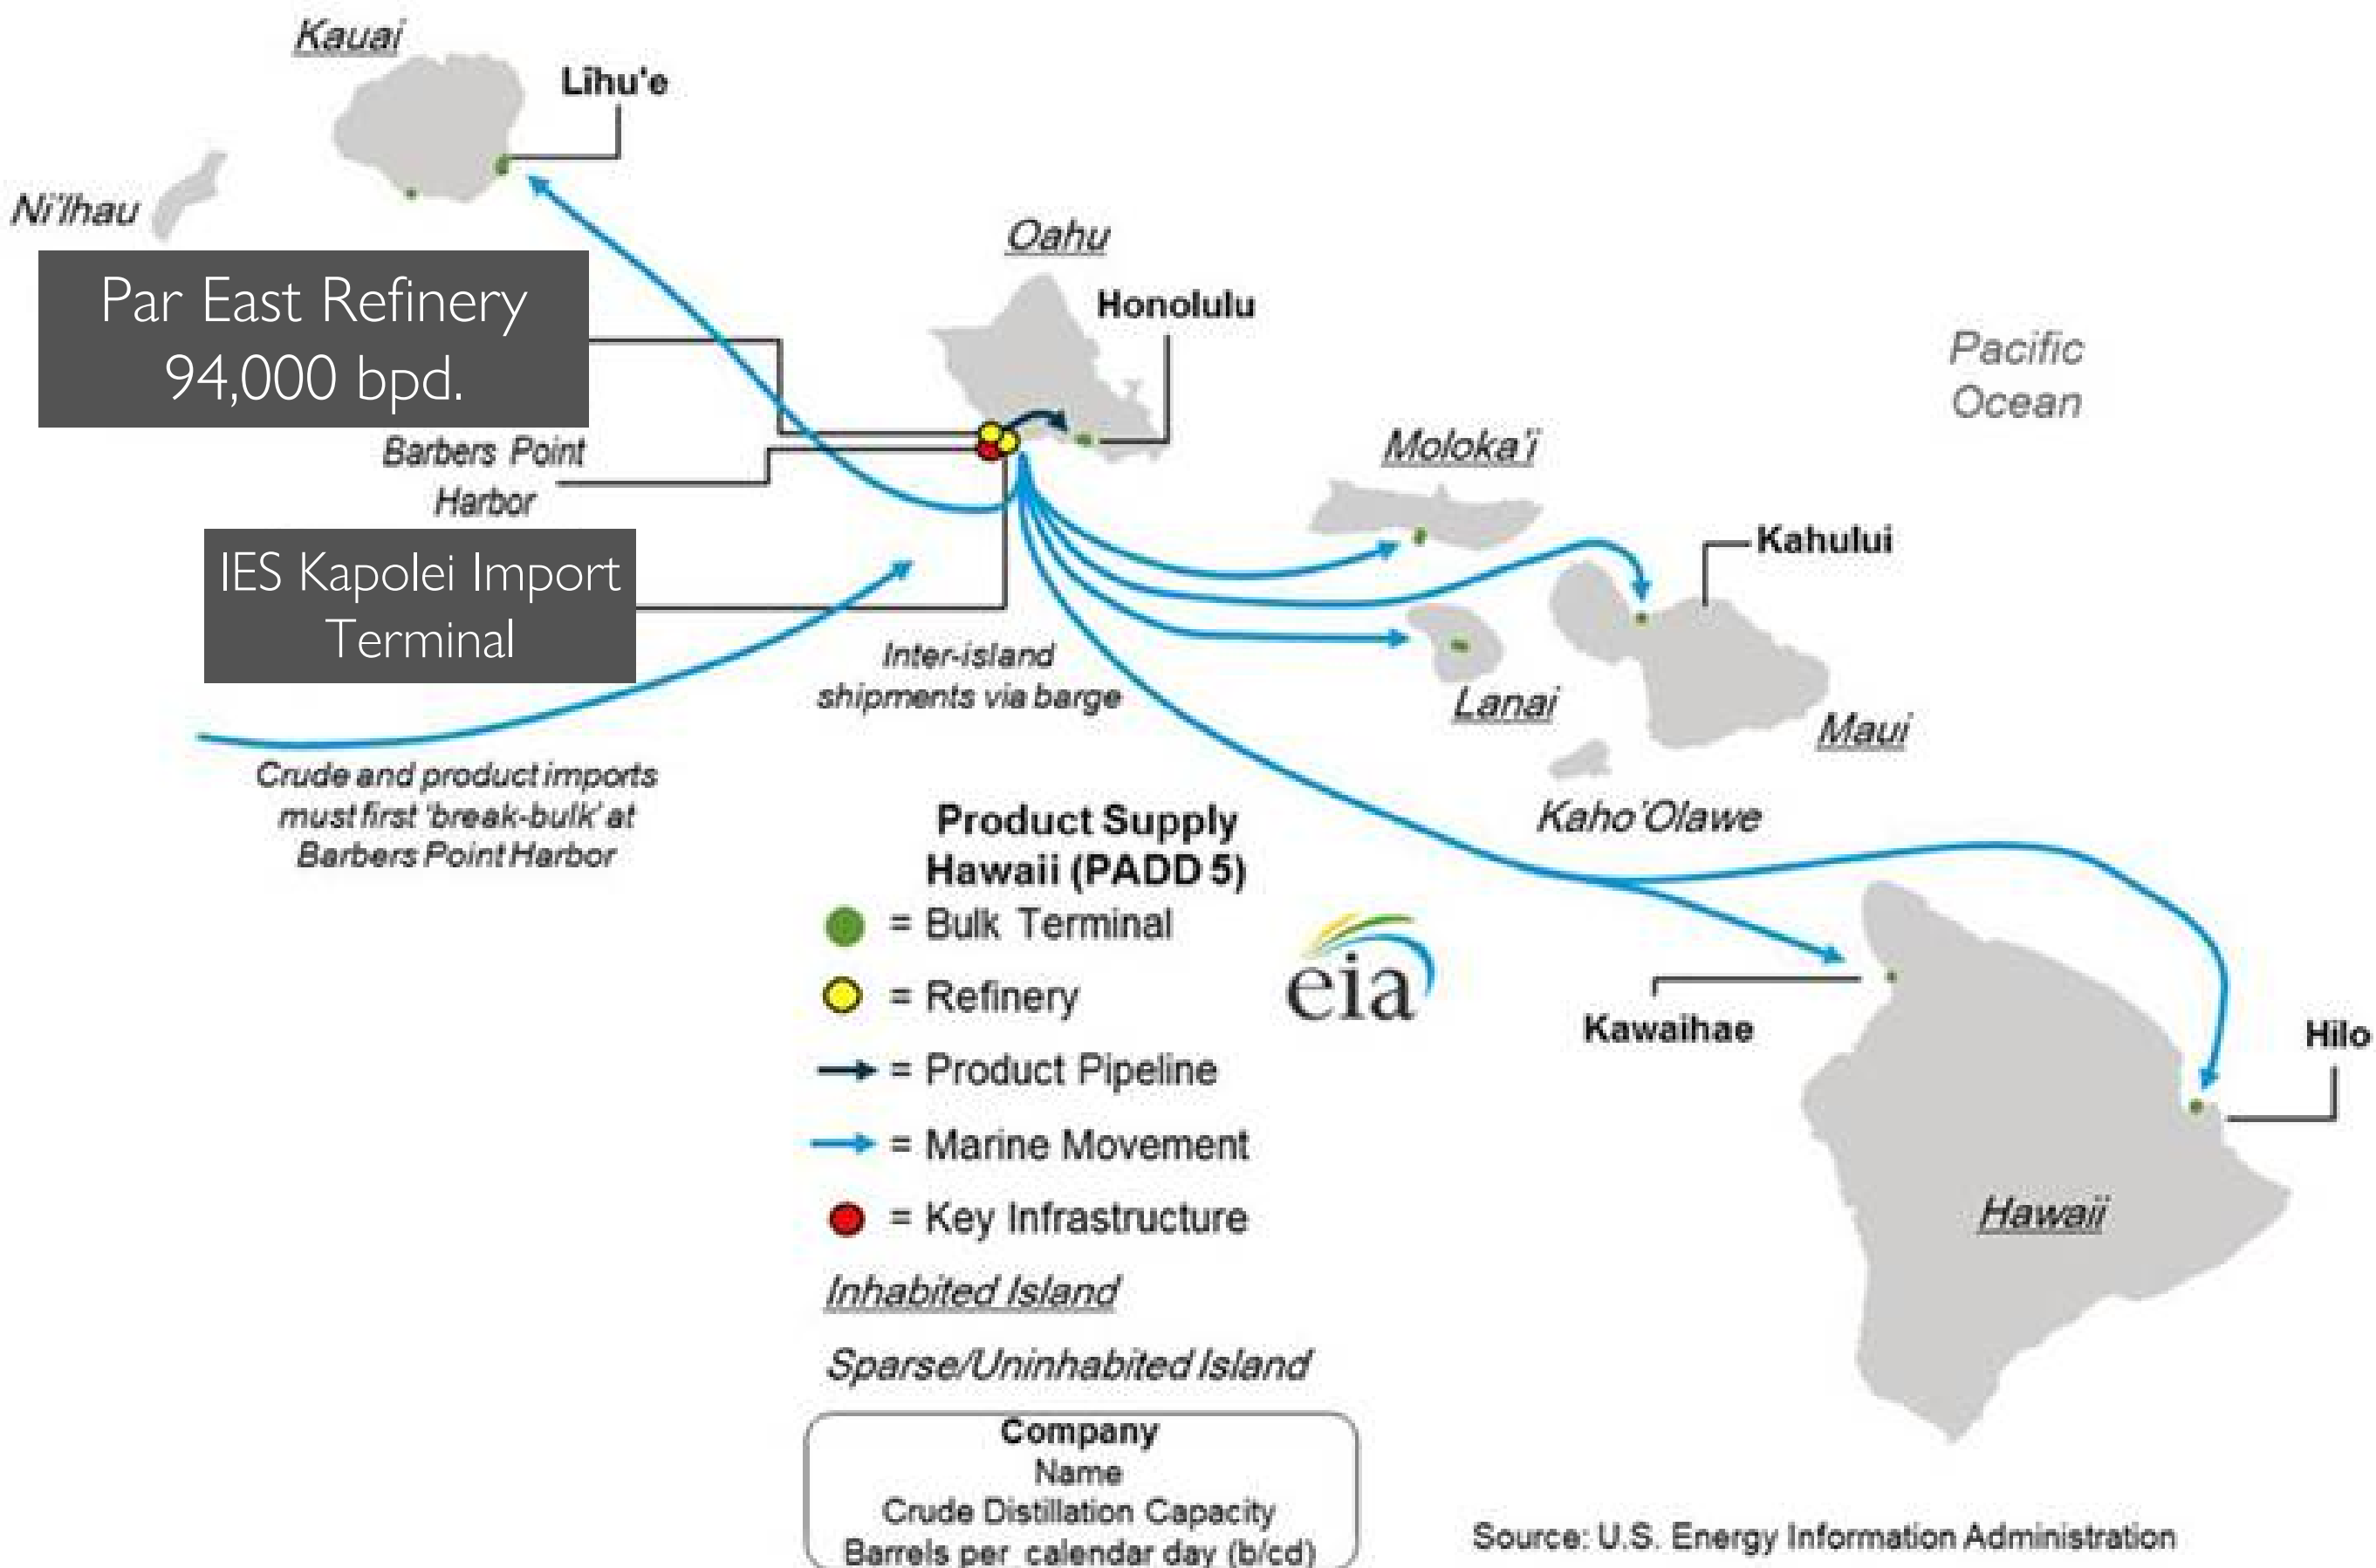 Kauai
Līhu'e
Ni'Ihau
Par East Refinery
94,000 bpd.
Oahu
Honolulu
Pacific
Ocean
Barbers Point
Harbor
Moloka'i
IES Kapolei Import
Terminal
Kahului
Inter-island
shipments via barge
Lanai
Maui
Crude and product imports
must first 'break-bulk' at
Barbers Point Harbor
Kaho'Olawe
Product Supply
Hawaii (PADD 5)
= Bulk Terminal
= Refinery
= Product Pipeline
= Marine Movement
= Key Infrastructure
eia
Kawaihae
Hilo
Hawaii
Inhabited Island
Sparse/Uninhabited Island
Company
Name
Crude Distillation Capacity
Barrels per calendar day (b/cd)
Source: U.S. Energy Information Administration